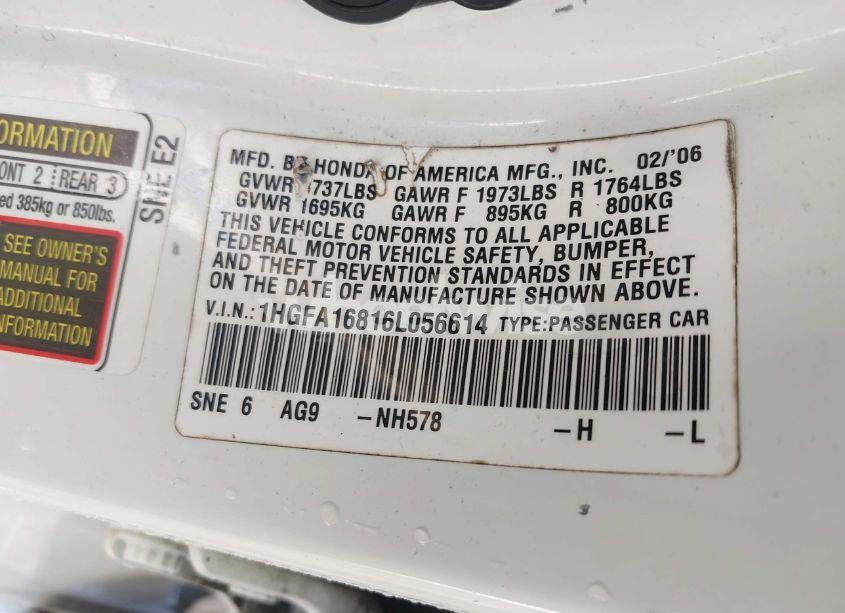 ORMATION
ONT 2 REAR 3
ed 385kg or 850lbs.
SEE OWNER'S
MANUAL FOR
ADDITIONAL
INFORMATION
SNE E2
MFD. BY HONDA OF AMERICA MFG., INC. 02/'06
GVWR 3737LBS GAWR F 1973LBS R 1764LBS
GVWR 1695KG GAWR F 895KG R 800KG
THIS VEHICLE CONFORMS TO ALL APPLICABLE
FEDERAL MOTOR VEHICLE SAFETY, BUMPER,
AND THEFT PREVENTION STANDARDS IN EFFECT
ON THE DATE OF MANUFACTURE SHOWN ABOVE.
V.I.N.: 1HGFA16816L056614 TYPE:PASSENGER CAR
SNE 6 AG9 -NH578 -H -L